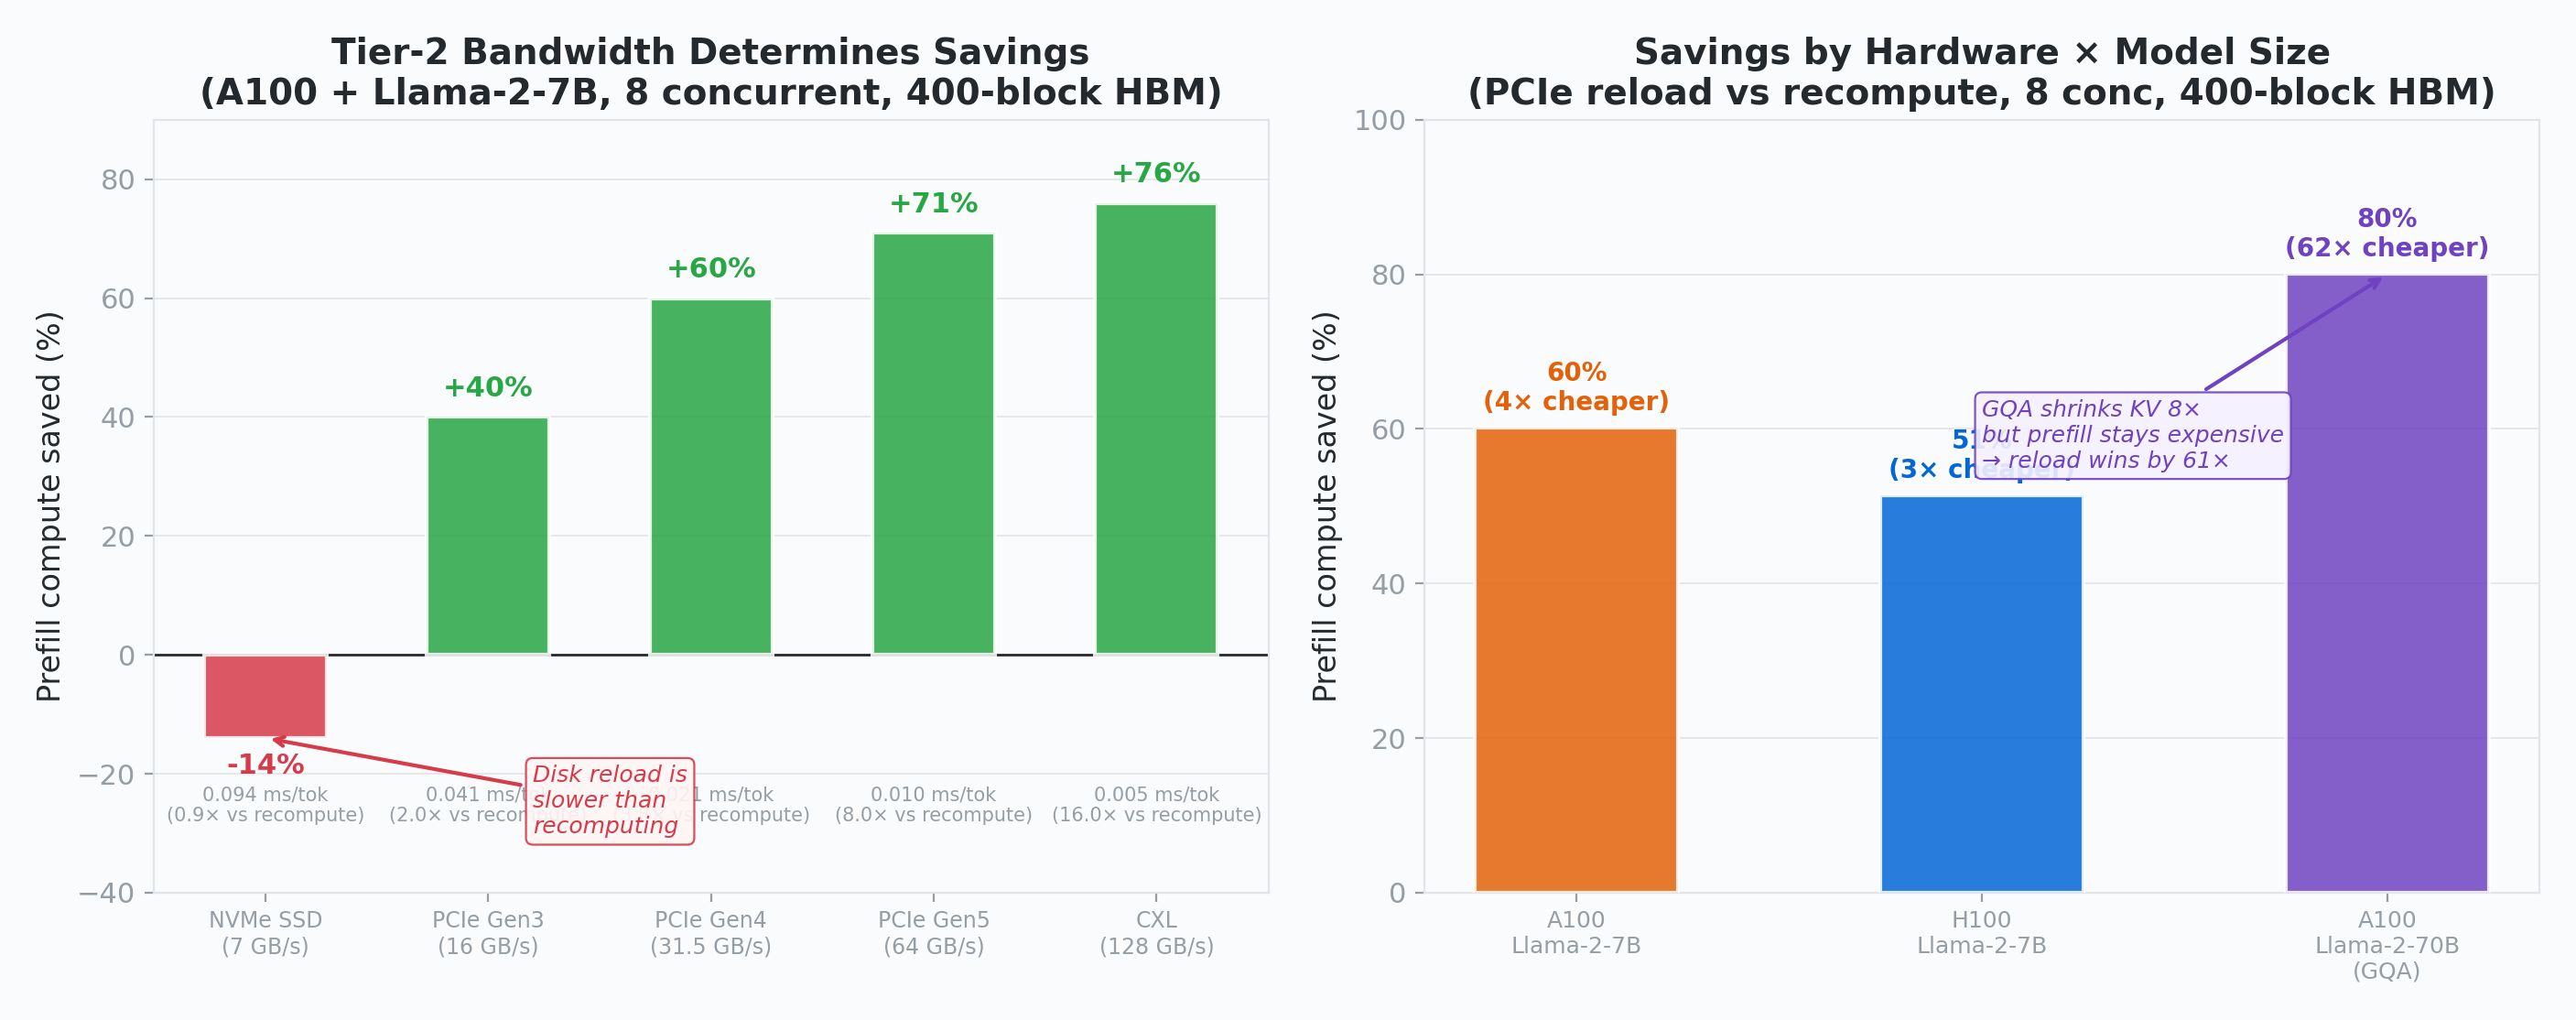 Tier-2 Bandwidth Determines Savings
(A100 + Llama-2-7B, 8 concurrent, 400-block HBM)
Prefill compute saved (%)
80
60
40
20
0
−20
−40
+76%
+71%
+60%
+40%
-14%
Disk reload is
slower than
recomputing
0.094 ms/tok
(0.9× vs recompute)
0.041 ms/
(2.0× vs
ms/tok
recompute)
0.010 ms/tok
(8.0× vs recompute)
0.005 ms/tok
(16.0× vs recompute)
NVMe SSD
(7 GB/s)
PCIe Gen3
(16 GB/s)
PCIe Gen4
(31.5 GB/s)
PCIe Gen5
(64 GB/s)
CXL
(128 GB/s)
Savings by Hardware × Model Size
(PCIe reload vs recompute, 8 conc, 400-block HBM)
Prefill compute saved (%)
100
80
60
40
20
0
60%
(4× cheaper)
51%
(3× cheaper)
80%
(62× cheaper)
GQA shrinks KV 8×
but prefill stays expensive
→ reload wins by 61×
A100
Llama-2-7B
H100
Llama-2-7B
A100
Llama-2-70B
(GQA)